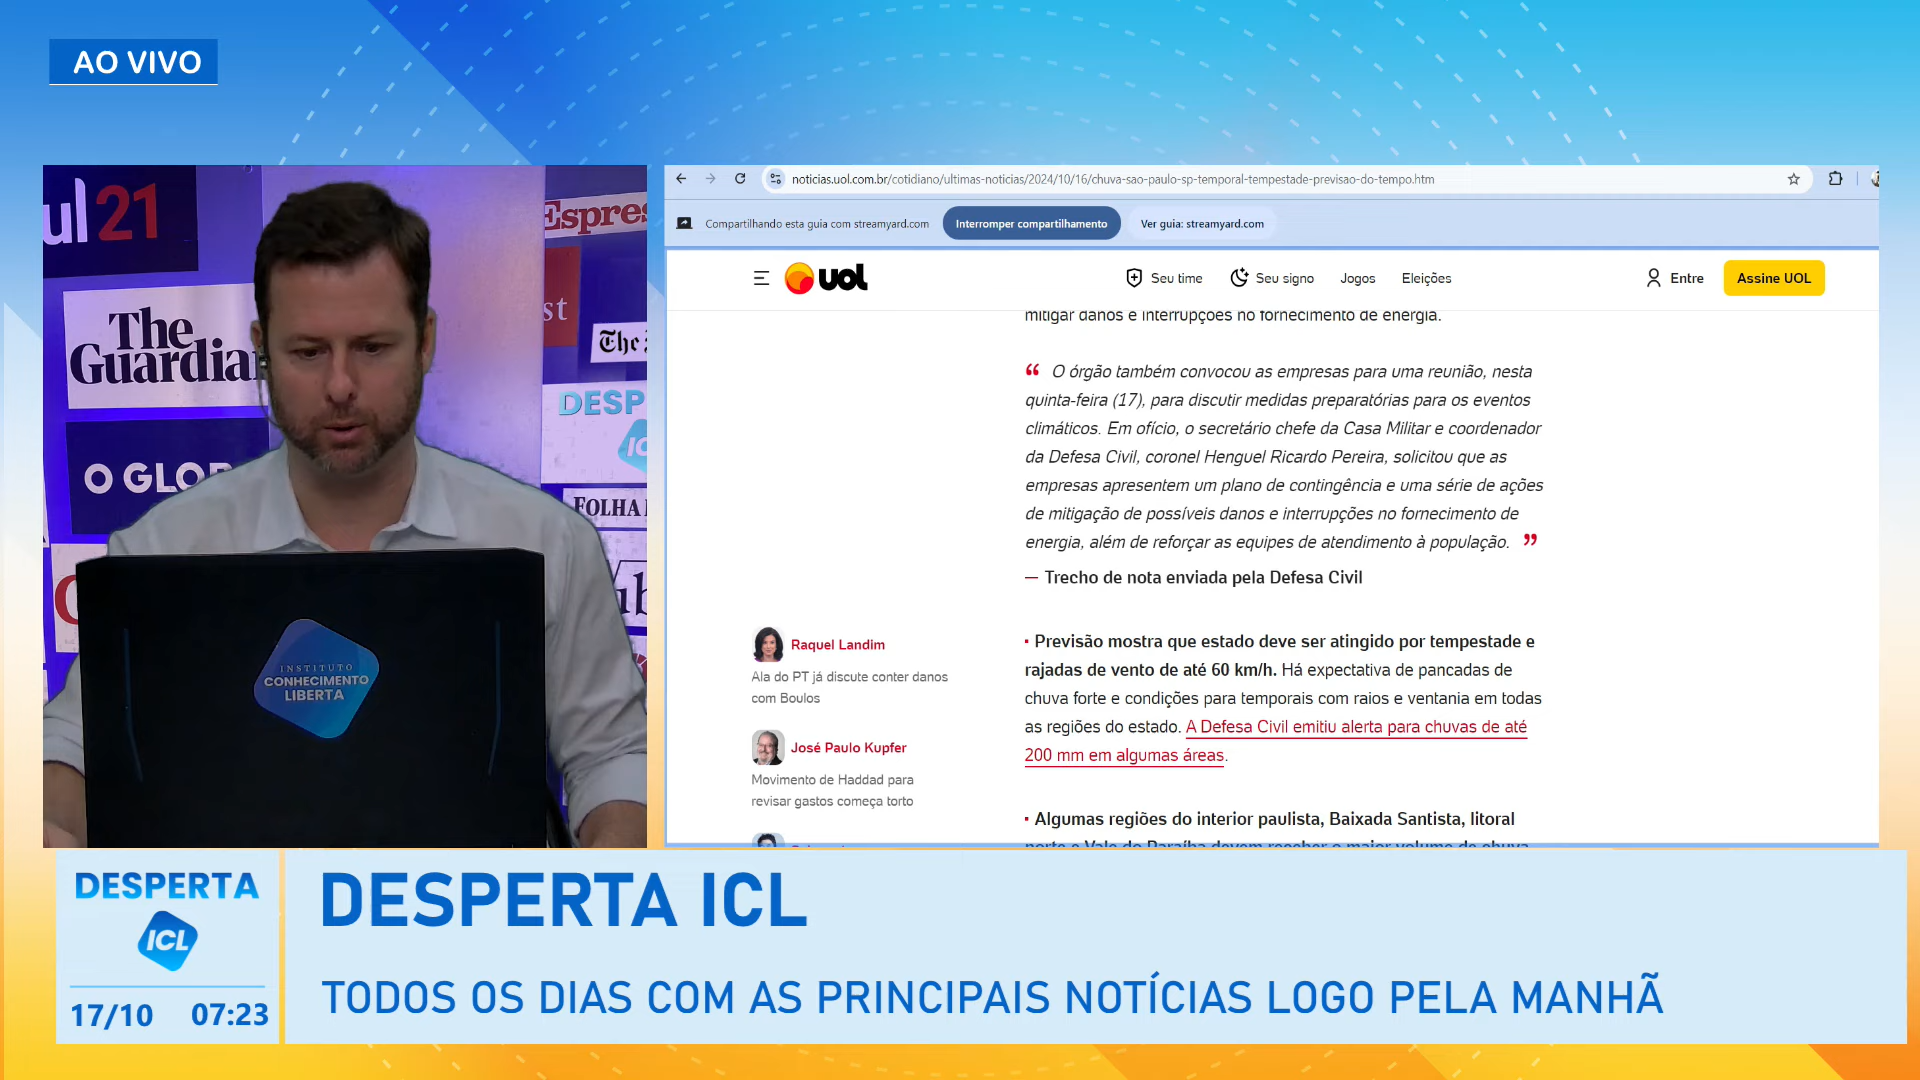 AO VIVO
ul 21
Espres
The
Guardia
st
The
DESP
O GLO
FOLHA
INSTITUTO
CONHECIMENTO
LIBERTA
noticias.uol.com.br/cotidiano/ultimas-noticias/2024/10/16/chuva-sao-paulo-sp-temporal-tempestade-previsao-do-tempo.htm
Compartilhando esta guia com streamyard.com
Interromper compartilhamento
Ver guia: streamyard.com
UOL
Seu time
Seu signo
Jogos
Eleições
Entre
Assine UOL
mitigar danos e interrupções no fornecimento de energia.
“ O órgão também convocou as empresas para uma reunião, nesta
quinta-feira (17), para discutir medidas preparatórias para os eventos
climáticos. Em ofício, o secretário chefe da Casa Militar e coordenador
da Defesa Civil, coronel Henguel Ricardo Pereira, solicitou que as
empresas apresentem um plano de contingência e uma série de ações
de mitigação de possíveis danos e interrupções no fornecimento de
energia, além de reforçar as equipes de atendimento à população. ”
— Trecho de nota enviada pela Defesa Civil
Raquel Landim
Ala do PT já discute conter danos
com Boulos
José Paulo Kupfer
Movimento de Haddad para
revisar gastos começa torto
Previsão mostra que estado deve ser atingido por tempestade e
rajadas de vento de até 60 km/h. Há expectativa de pancadas de
chuva forte e condições para temporais com raios e ventania em todas
as regiões do estado. A Defesa Civil emitiu alerta para chuvas de até
200 mm em algumas áreas.
Algumas regiões do interior paulista, Baixada Santista, litoral
norte e Vale do Paraíba devem receber o maior volume de chuva
DESPERTA
ICL
17/10 07:23
DESPERTA ICL
TODOS OS DIAS COM AS PRINCIPAIS NOTÍCIAS LOGO PELA MANHÃ